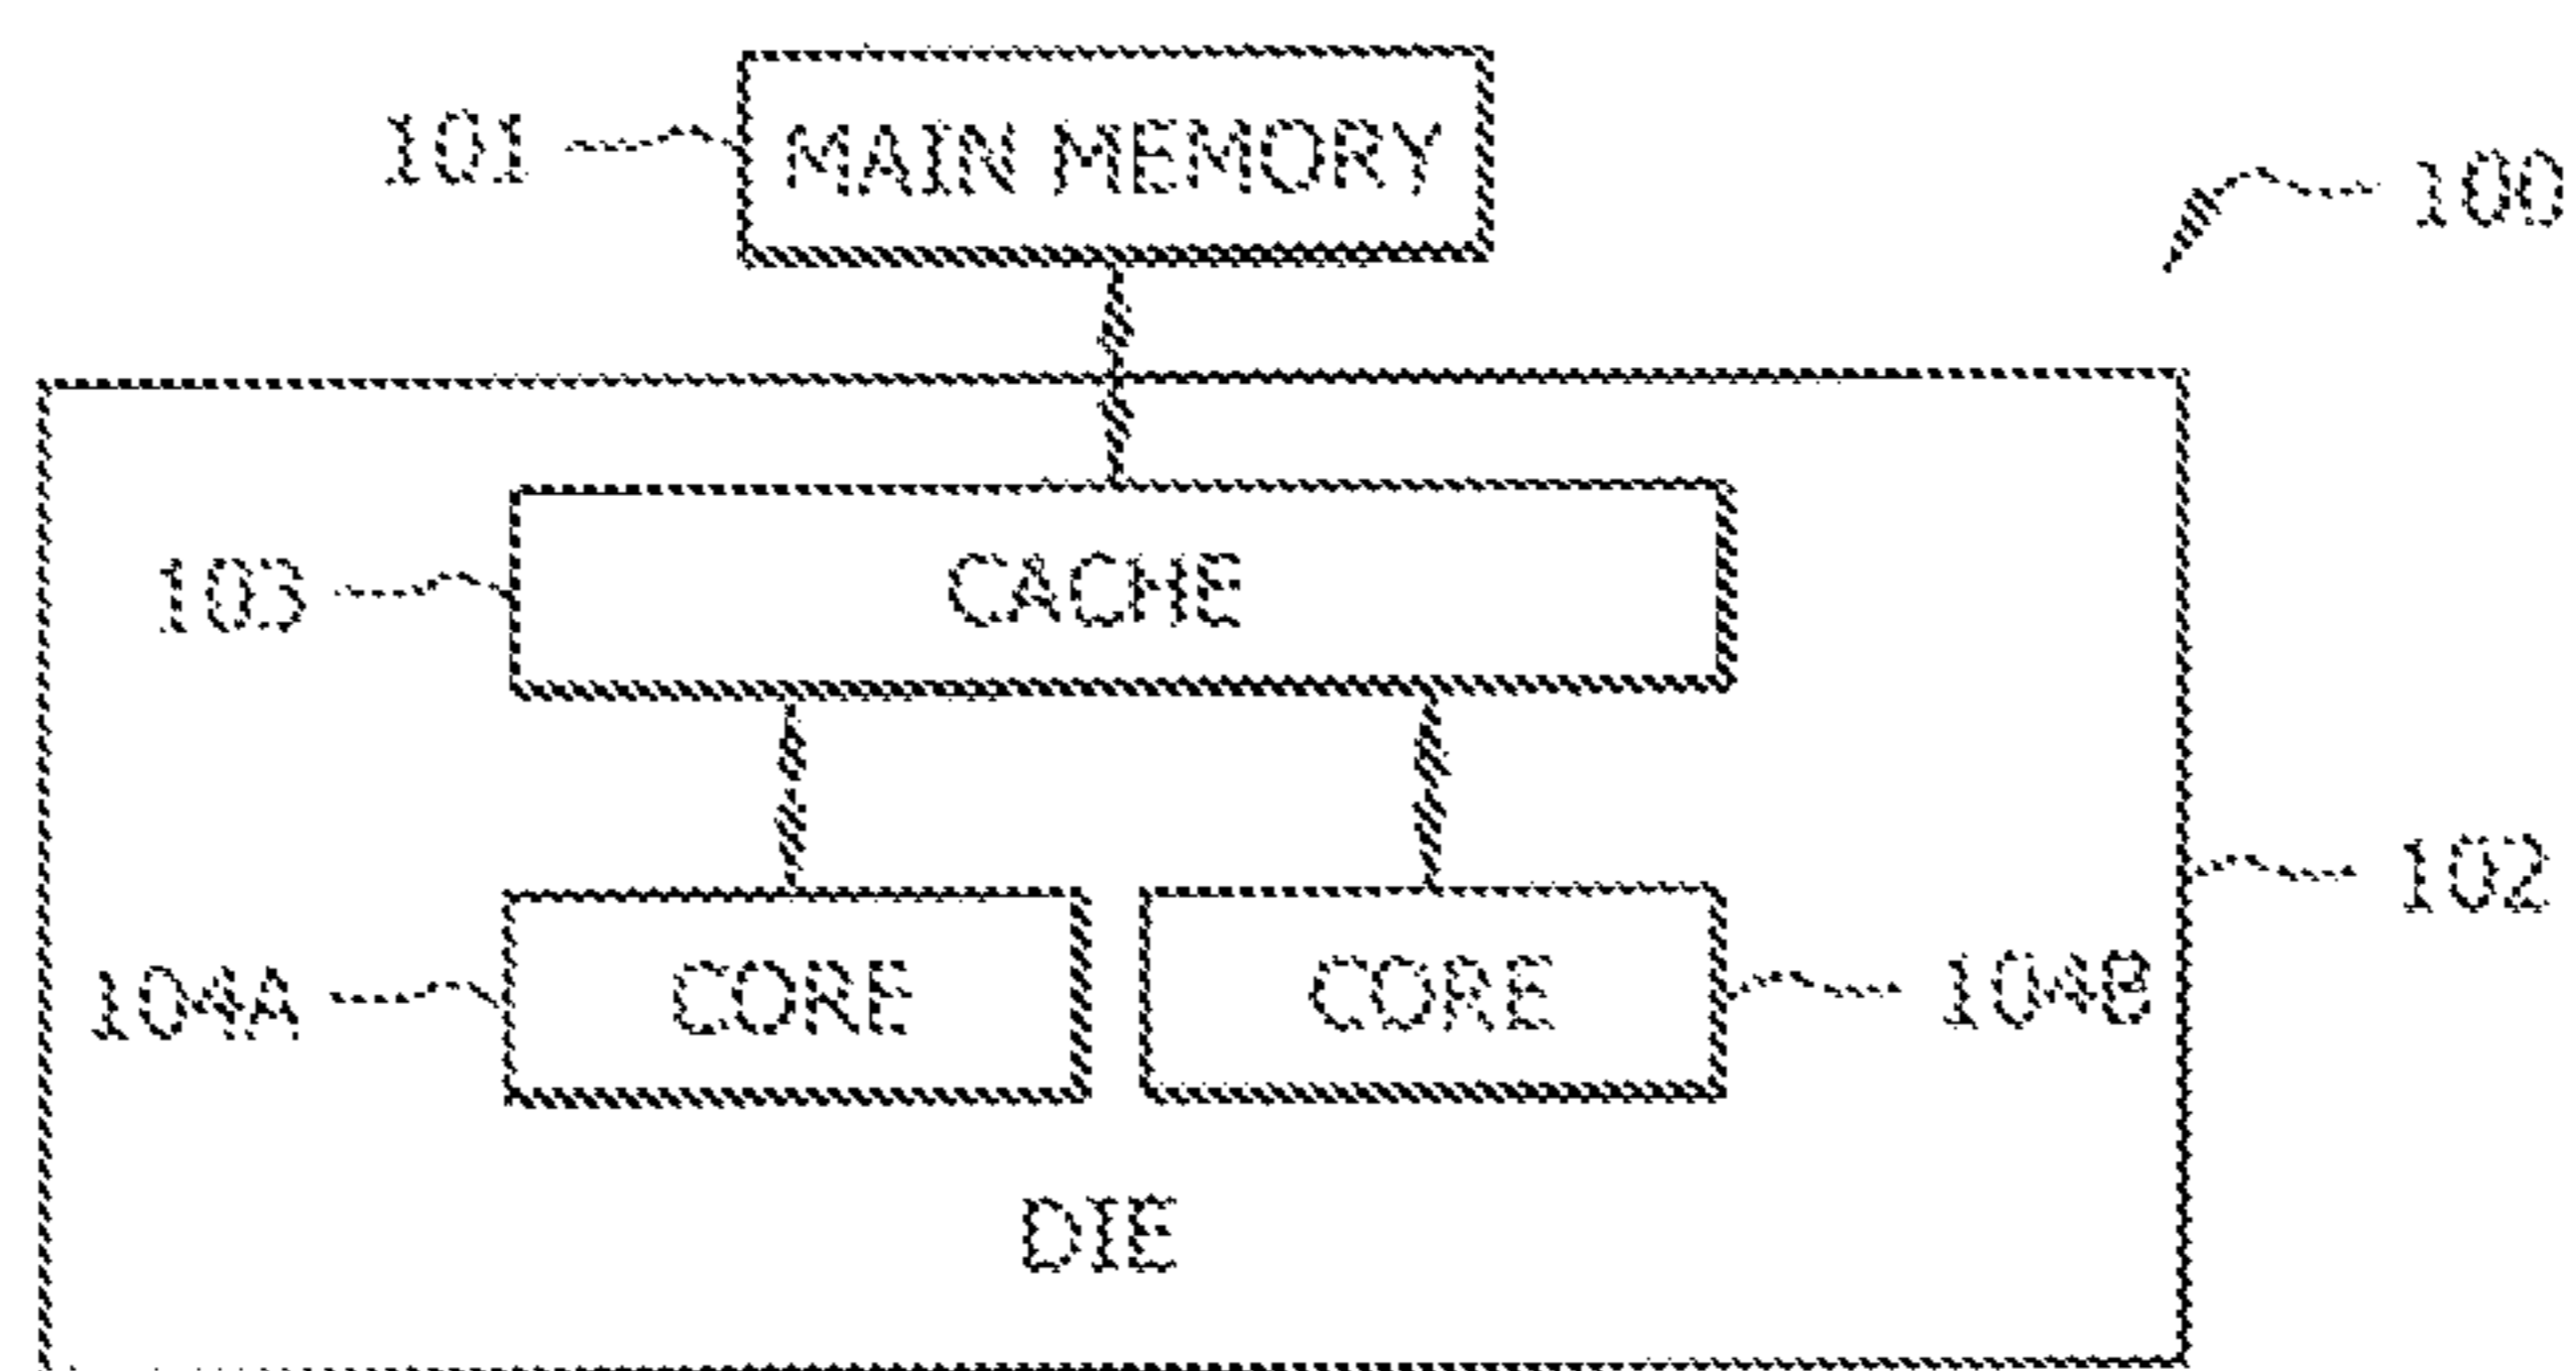 101 MAIN MEMORY
100
103 CACHE
102
104A CORE CORE 104B
DIE